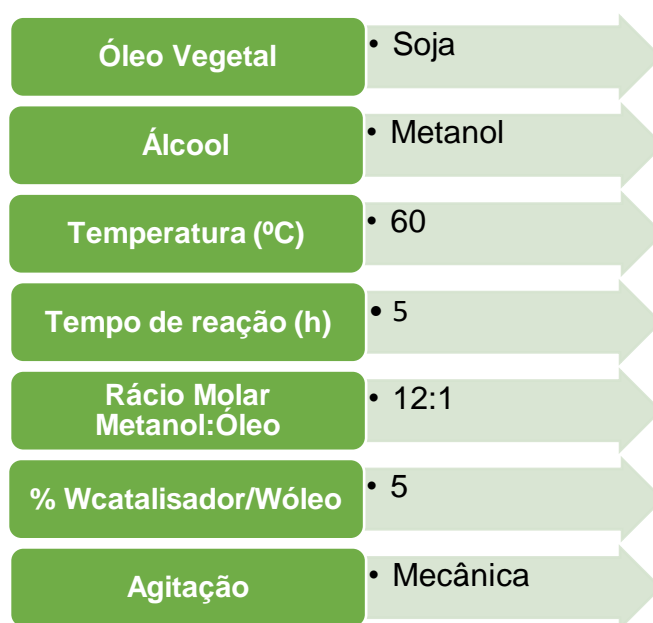 Óleo Vegetal
• Soja
Álcool
• Metanol
Temperatura (ºC)
• 60
Tempo de reação (h)
• 5
Rácio Molar
Metanol:Óleo
• 12:1
% Wcatalisador/Wóleo
• 5
Agitação
• Mecânica